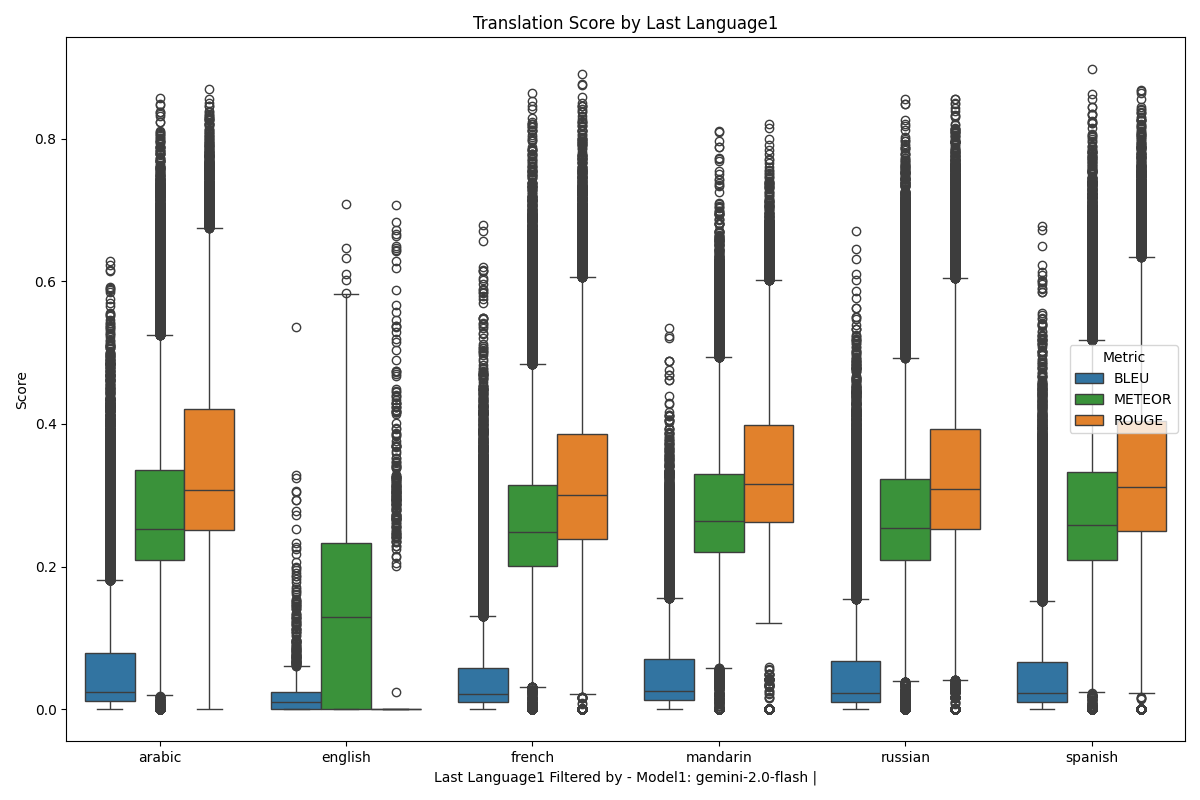 Translation Score by Last Language1
Score
0.8
0.6
0.4
0.2
0.0
Metric
BLEU
METEOR
ROUGE
arabic
english
french
mandarin
russian
spanish
Last Language1 Filtered by - Model1: gemini-2.0-flash |